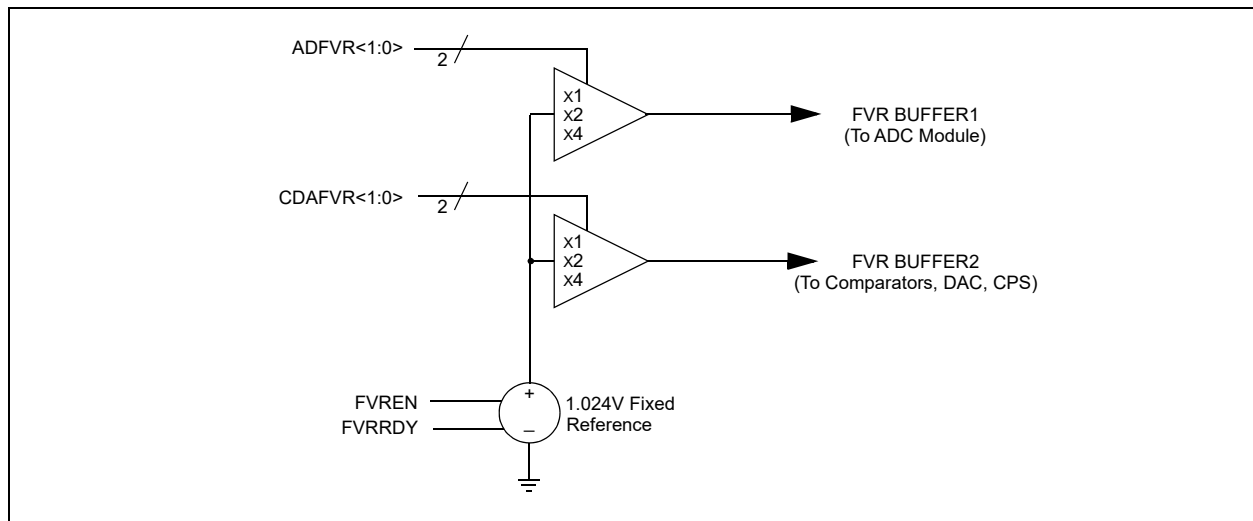 ADFVR<1:0>
2
X1
X2
X4
FVR BUFFER1
(To ADC Module)
CDAFVR<1:0>
2
X1
X2
X4
FVR BUFFER2
(To Comparators, DAC, CPS)
FVREN
FVRRDY
+
_
1.024V Fixed
Reference